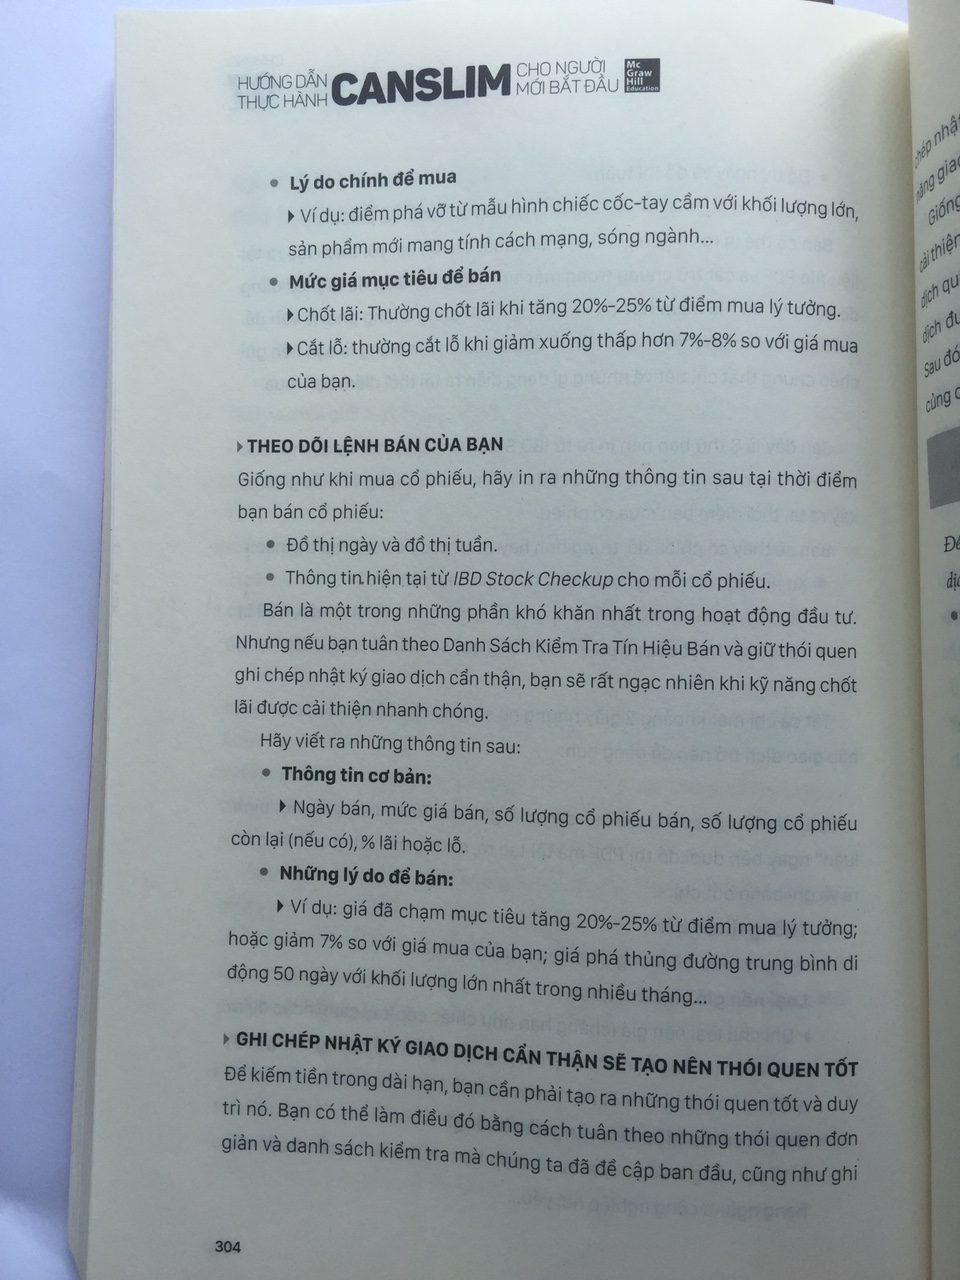 HƯỚNG DẪN THỰC HÀNH CANSLIM CHO NGƯỜI MỚI BẮT ĐẦU Mc Graw Hill Education
• Lý do chính để mua
Ví dụ: điểm phá vỡ từ mẫu hình chiếc cốc-tay cầm với khối lượng lớn,
sản phẩm mới mang tính cách mạng, sóng ngành...
• Mức giá mục tiêu để bán
Chốt lãi: Thường chốt lãi khi tăng 20%-25% từ điểm mua lý tưởng.
Cắt lỗ: thường cắt lỗ khi giảm xuống thấp hơn 7%-8% so với giá mua
của bạn.
THEO DÕI LỆNH BÁN CỦA BẠN
Giống như khi mua cổ phiếu, hãy in ra những thông tin sau tại thời điểm
bạn bán cổ phiếu:
• Đồ thị ngày và đồ thị tuần.
• Thông tin hiện tại từ IBD Stock Checkup cho mỗi cổ phiếu.
Bán là một trong những phần khó khăn nhất trong hoạt động đầu tư.
Nhưng nếu bạn tuân theo Danh Sách Kiểm Tra Tín Hiệu Bán và giữ thói quen
ghi chép nhật ký giao dịch cẩn thận, bạn sẽ rất ngạc nhiên khi kỹ năng chốt
lãi được cải thiện nhanh chóng.
Hãy viết ra những thông tin sau:
• Thông tin cơ bản:
Ngày bán, mức giá bán, số lượng cổ phiếu bán, số lượng cổ phiếu
còn lại (nếu có), % lãi hoặc lỗ.
• Những lý do để bán:
Ví dụ: giá đã chạm mục tiêu tăng 20%-25% từ điểm mua lý tưởng;
hoặc giảm 7% so với giá mua của bạn; giá phá thủng đường trung bình di
động 50 ngày với khối lượng lớn nhất trong nhiều tháng...
GHI CHÉP NHẬT KÝ GIAO DỊCH CẨN THẬN SẼ TẠO NÊN THÓI QUEN TỐT
Để kiếm tiền trong dài hạn, bạn cần phải tạo ra những thói quen tốt và duy
trì nó. Bạn có thể làm điều đó bằng cách tuân theo những thói quen đơn
giản và danh sách kiểm tra mà chúng ta đã đề cập ban đầu, cũng như ghi
304
chép nhật
năng giao
Giống
cải thiện
dịch qu
dịch đư
Sau đó